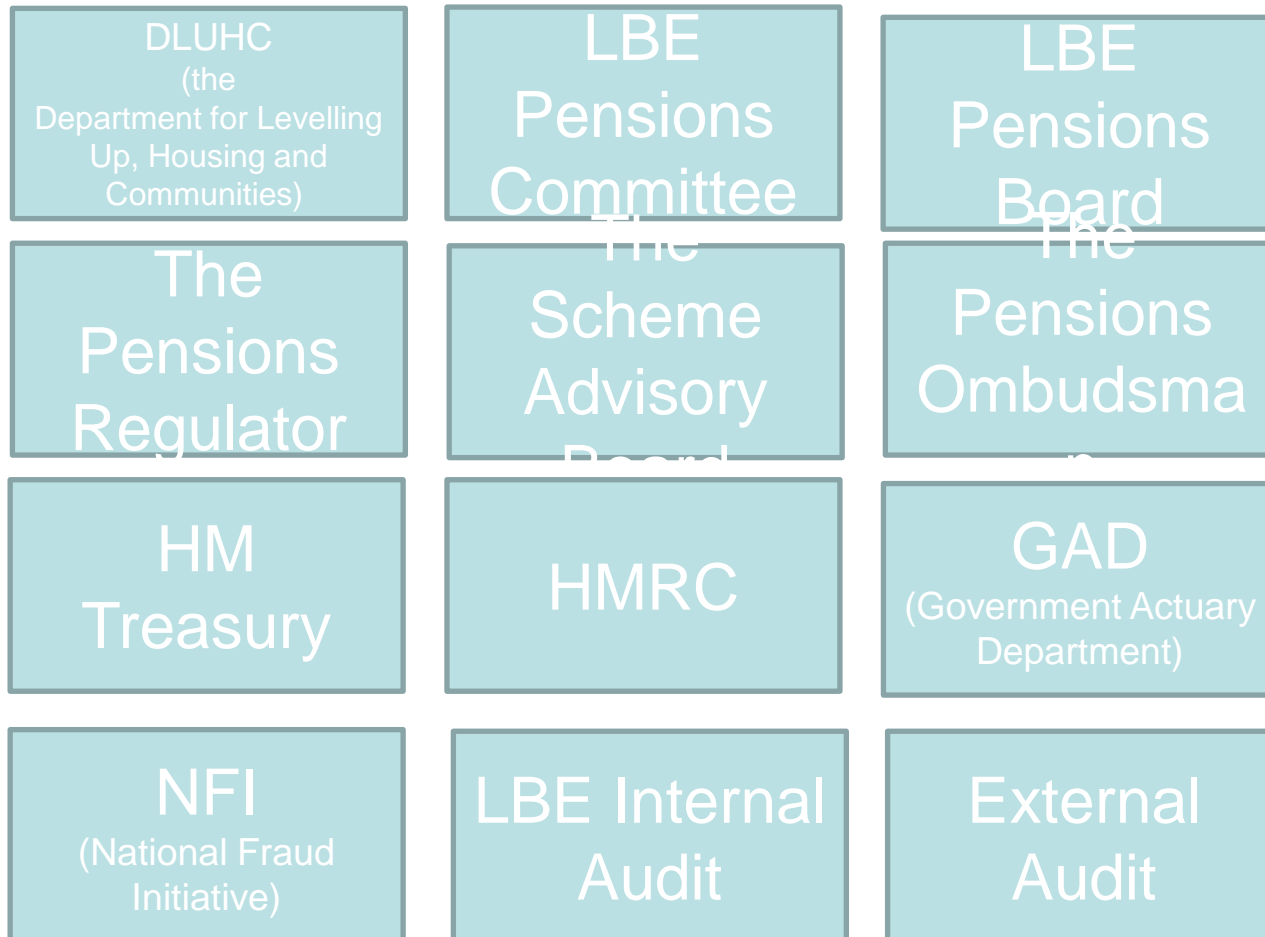 DLUHC
(the
Department for Levelling
Up, Housing and
Communities)
LBE
Pensions
Committee
LBE
Pensions
Board
The
Pensions
Regulator
The
Scheme
Advisory
Board
The
Pensions
Ombudsma
n
HM
Treasury
HMRC
GAD
(Government Actuary
Department)
NFI
(National Fraud
Initiative)
LBE Internal
Audit
External
Audit